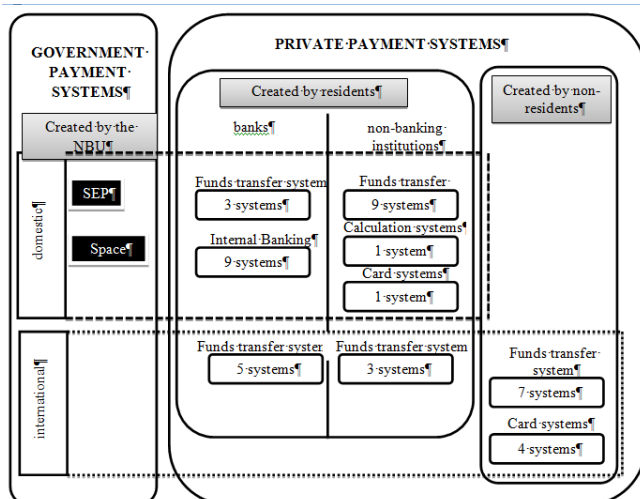 GOVERNMENT
PAYMENT
SYSTEMS¶
PRIVATE PAYMENT SYSTEMS¶
Created by the
NBU¶
Created by residents¶
Created by non-
residents¶
banks¶
non-banking
institutions¶
domestic¶
SEP¶
Space¶
Funds transfer system
3 systems¶
Internal Banking¶
9 systems¶
Funds transfer
9 systems¶
Calculation systems¶
1 system¶
Card systems¶
1 system¶
international¶
Funds transfer syster
5 systems¶
Funds transfer system
3 systems¶
Funds transfer
system¶
7 systems¶
Card systems¶
4 systems¶